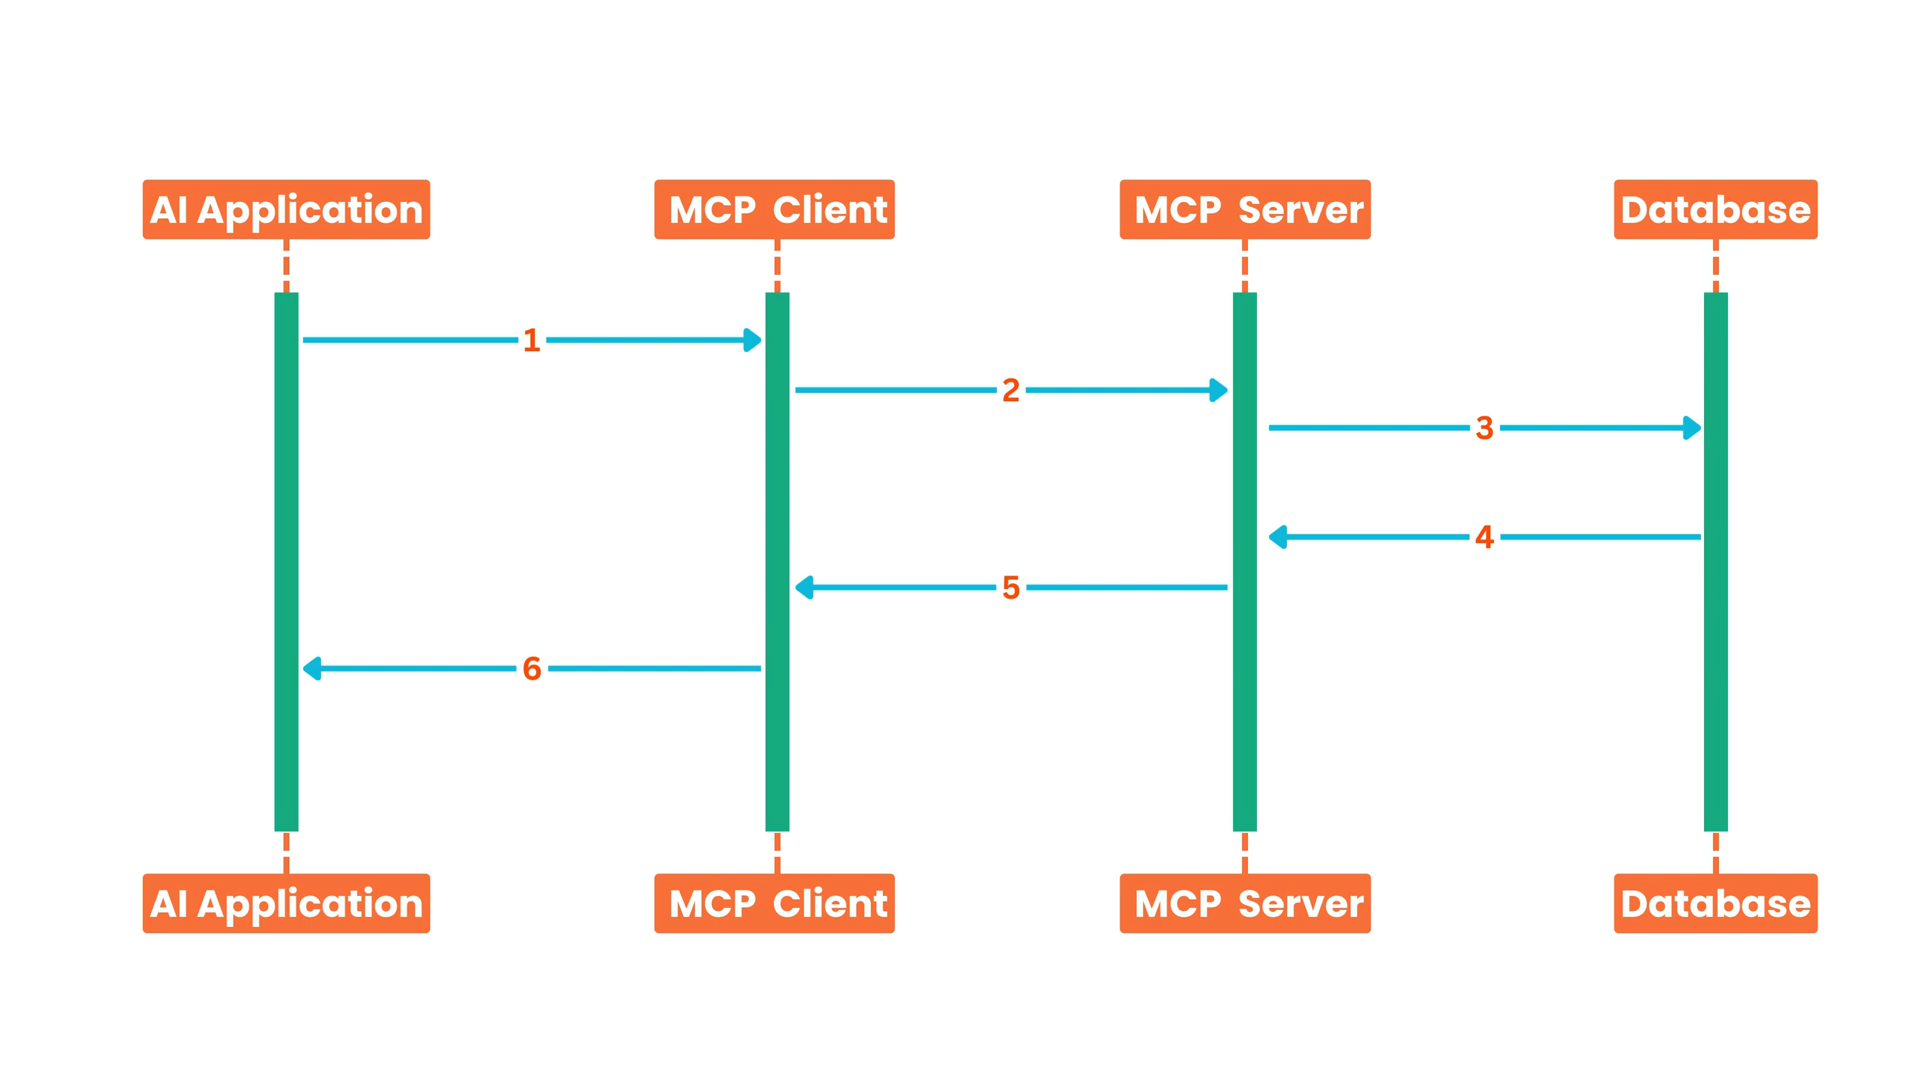 AI Application
MCP Client
MCP Server
Database
1
2
3
4
5
6
AI Application
MCP Client
MCP Server
Database